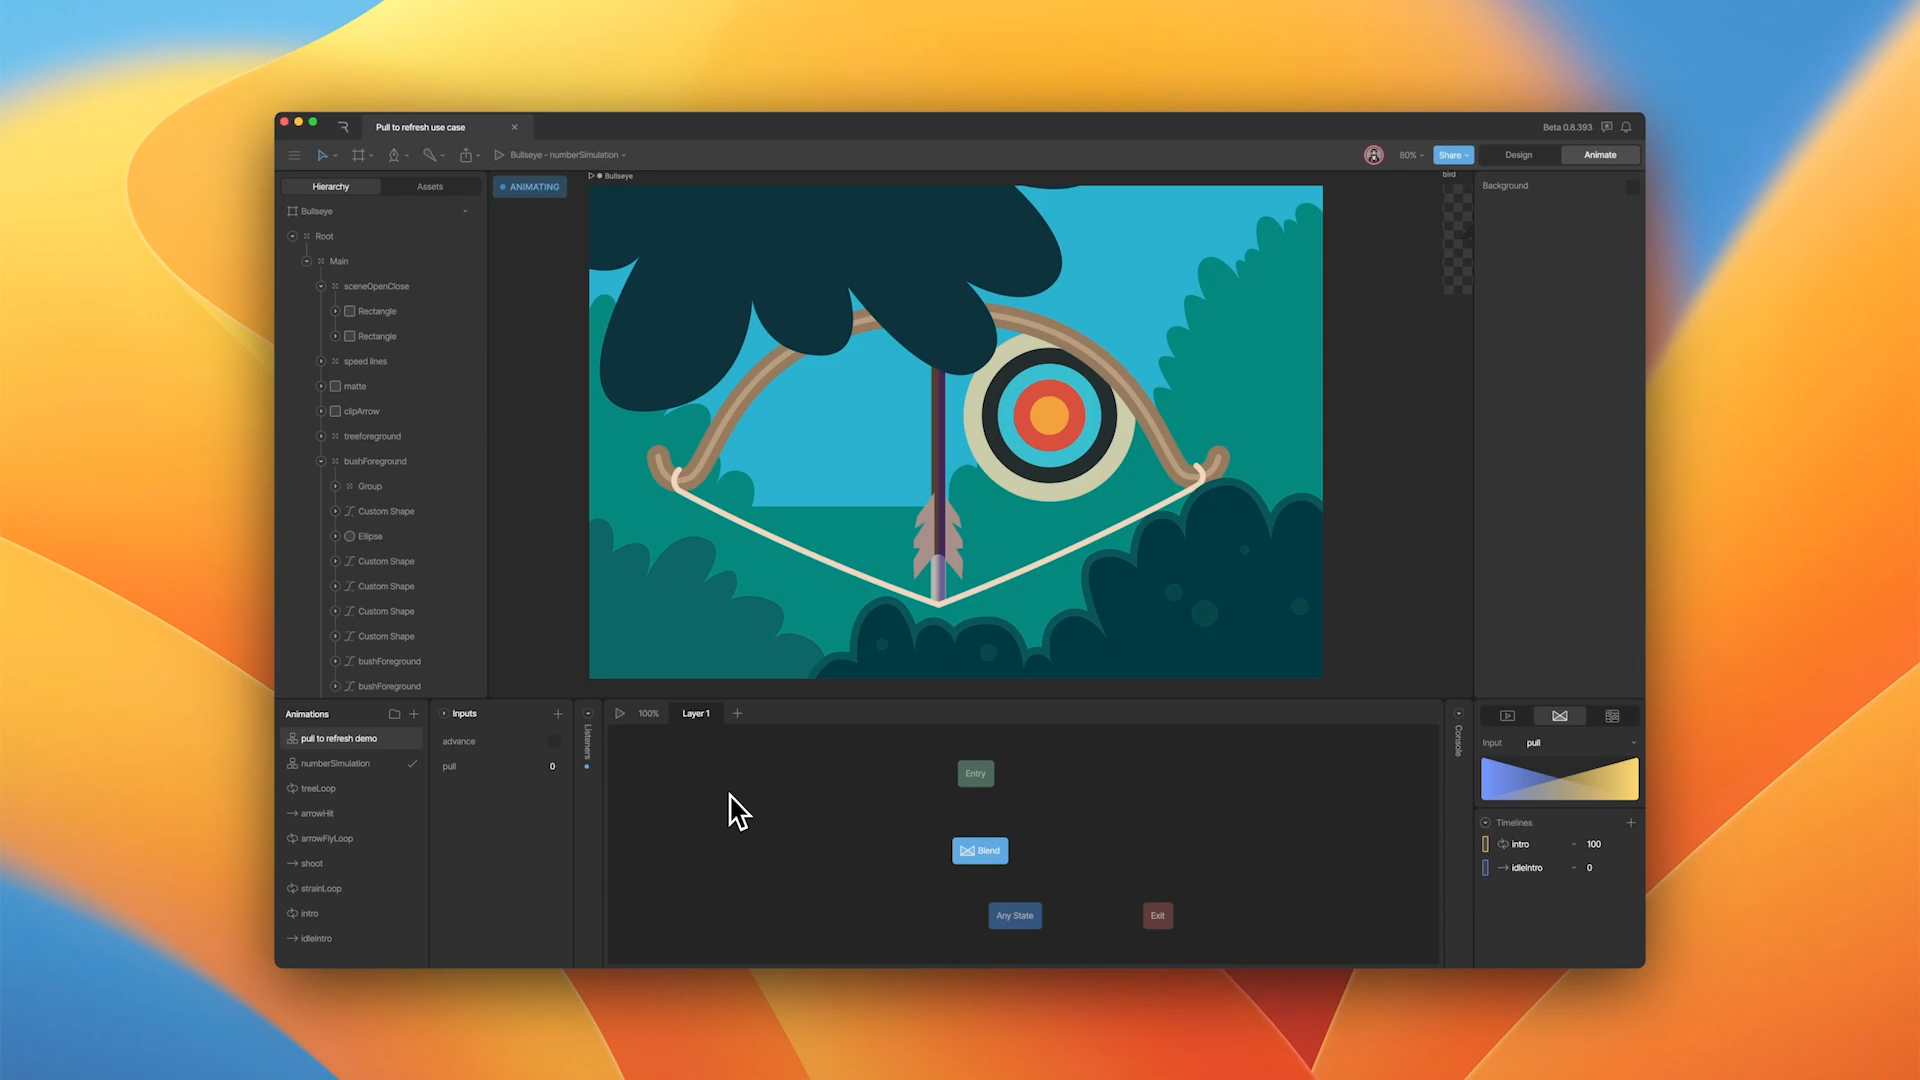 Pull to refresh use case
Beta 0.8.393
Bullseye - numberSimulation
80%
Share
Design
Animate
Hierarchy
Assets
ANIMATING
Bullseye
bird
Background
Bullseye
Root
Main
sceneOpenClose
Rectangle
Rectangle
speed lines
matte
clipArrow
treeforeground
bushForeground
Group
Custom Shape
Ellipse
Custom Shape
Custom Shape
Custom Shape
Custom Shape
bushForeground
bushForeground
Animations
pull to refresh demo
numberSimulation
treeLoop
arrowHit
arrowFlyLoop
shoot
strainLoop
intro
idleIntro
Inputs
advance
pull
0
Listeners
100%
Layer 1
Entry
Blend
Any State
Exit
Console
Input
pull
Timelines
intro
100
idleIntro
0